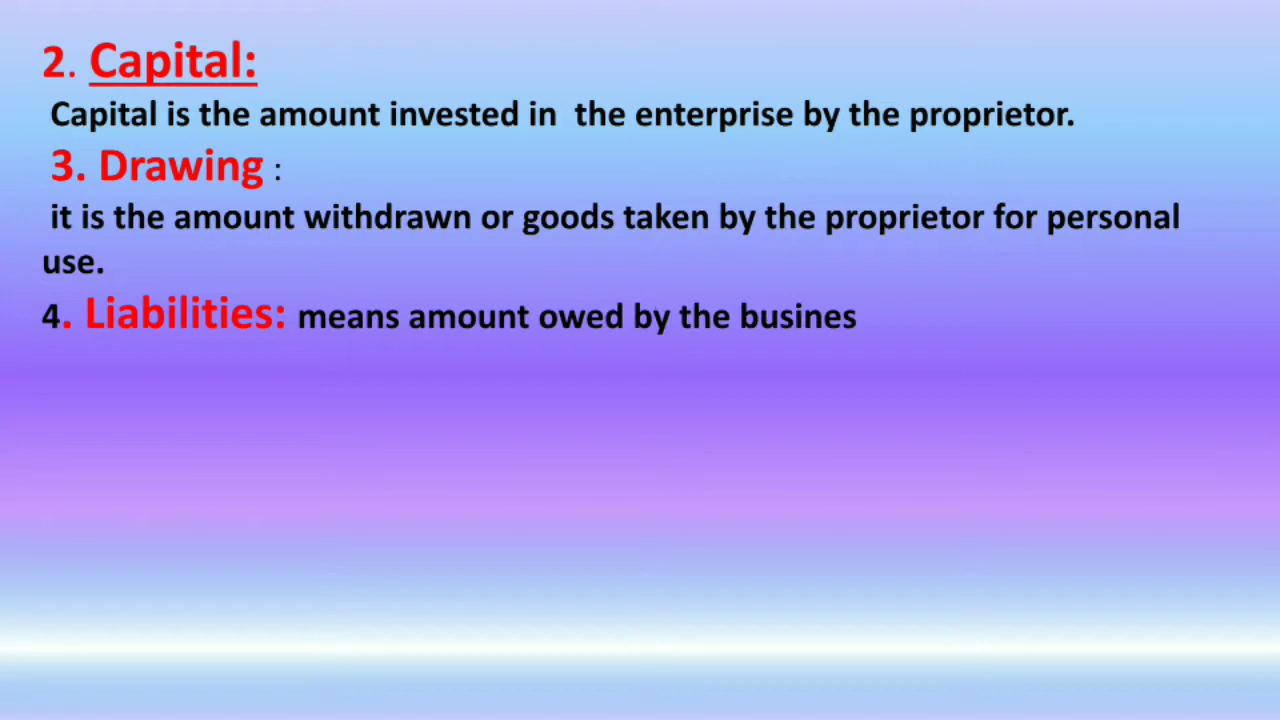 2. Capital:
Capital is the amount invested in the enterprise by the proprietor.
3. Drawing :
it is the amount withdrawn or goods taken by the proprietor for personal
use.
4. Liabilities: means amount owed by the busines